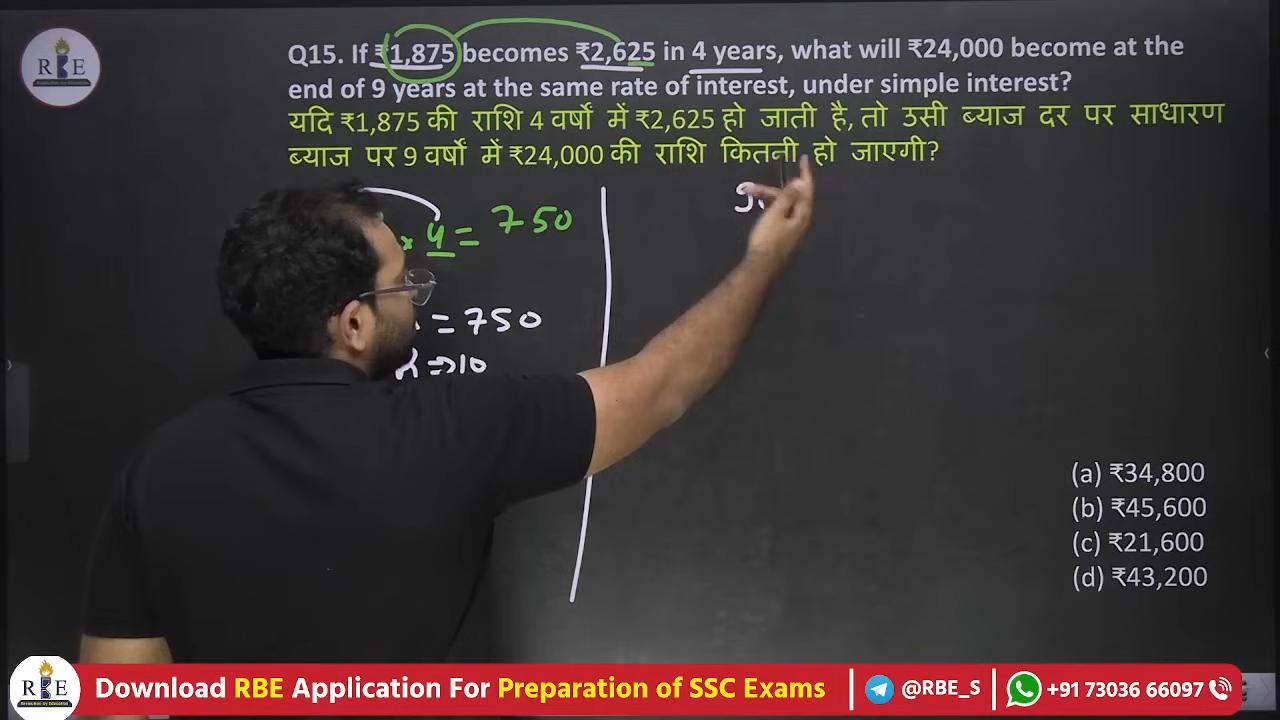 Q15. If ₹1,875 becomes ₹2,625 in 4 years, what will ₹24,000 become at the
end of 9 years at the same rate of interest, under simple interest?
यदि ₹1,875 की राशि 4 वर्षों में ₹2,625 हो जाती है, तो उसी ब्याज दर पर साधारण
ब्याज पर 9 वर्षों में ₹24,000 की राशि कितनी हो जाएगी?
R E
× 4 = 750
= 750
⇒ 10
(a) ₹34,800
(b) ₹45,600
(c) ₹21,600
(d) ₹43,200
R E
Download RBE Application For Preparation of SSC Exams
@RBE_S
+91 73036 66097